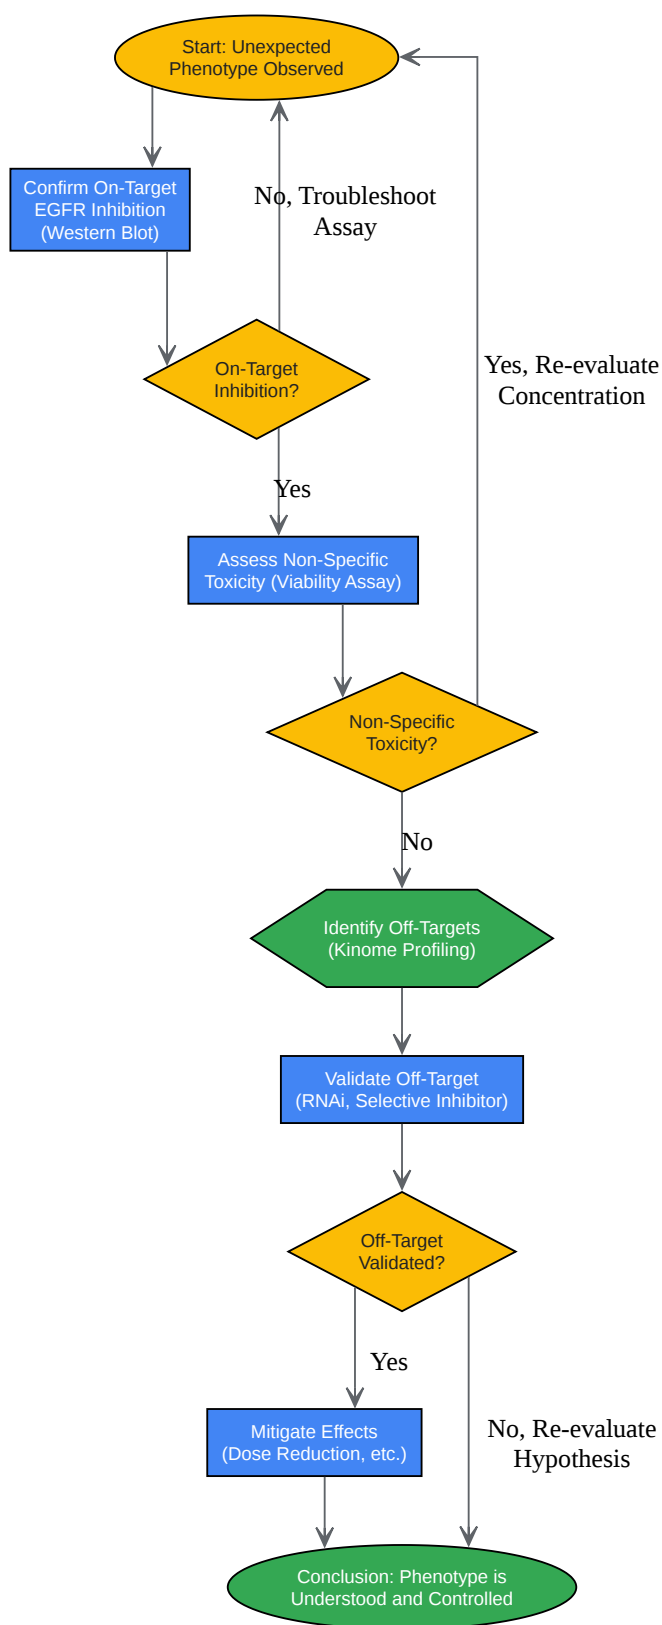 Start: Unexpected
Phenotype Observed
Confirm On-Target
EGFR Inhibition
(Western Blot)
No, Troubleshoot
Assay
On-Target
Inhibition?
Yes, Re-evaluate
Concentration
Yes
Assess Non-Specific
Toxicity (Viability Assay)
Non-Specific
Toxicity?
No
Identify Off-Targets
(Kinome Profiling)
Validate Off-Target
(RNAi, Selective Inhibitor)
Off-Target
Validated?
Yes
Mitigate Effects
(Dose Reduction, etc.)
No, Re-evaluate
Hypothesis
Conclusion: Phenotype is
Understood and Controlled